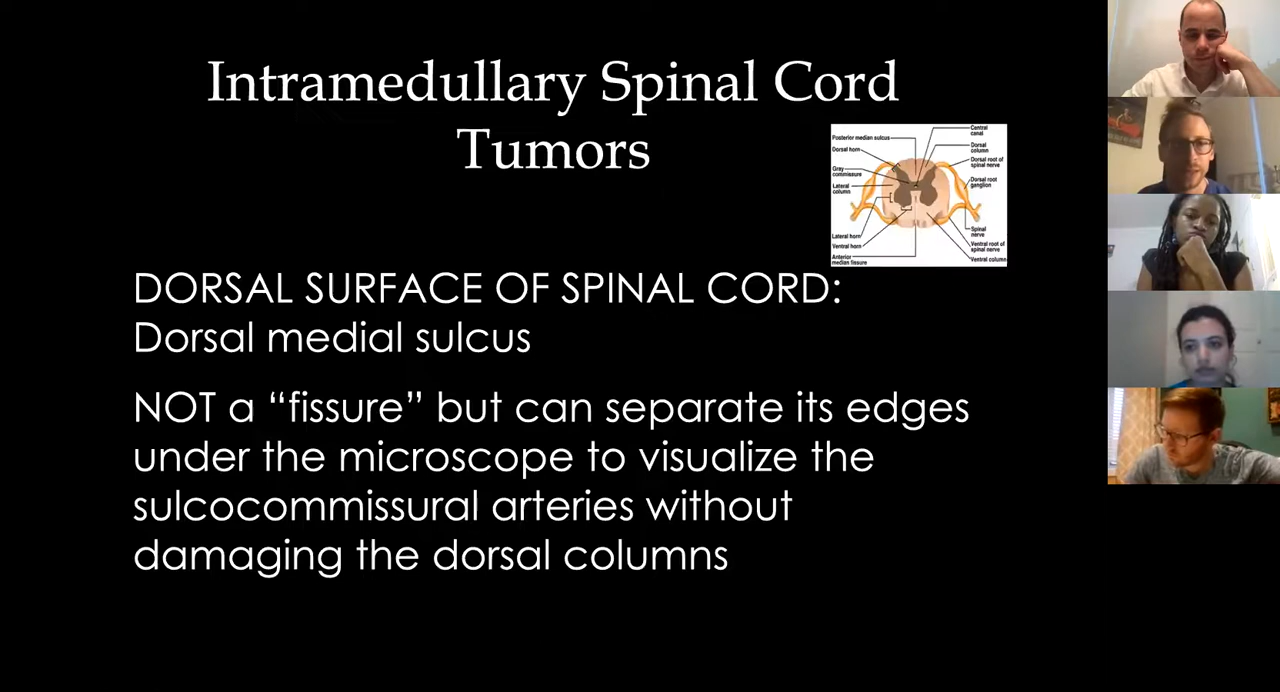 Intramedullary Spinal Cord
Tumors
Posterior median sulcus
Dorsal horn
Gray
commissure
Lateral
column
Lateral horn
Ventral horn
Anterior
median fissure
Central
canal
Dorsal
column
Dorsal root of
spinal nerve
Dorsal root
ganglion
Spinal
nerve
Ventral root of
spinal nerve
Ventral column
DORSAL SURFACE OF SPINAL CORD:
Dorsal medial sulcus
NOT a “fissure” but can separate its edges
under the microscope to visualize the
sulcocommissural arteries without
damaging the dorsal columns